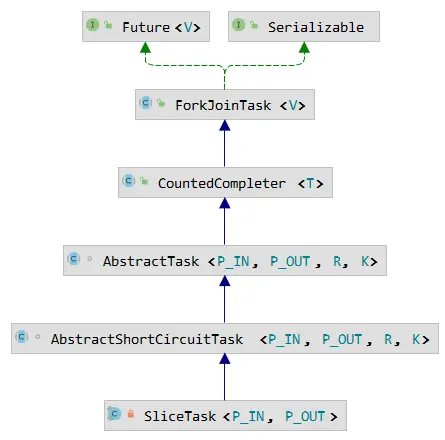 Future <V>
Serializable
ForkJoinTask <V>
CountedCompleter <T>
AbstractTask <P_IN, P_OUT, R, K>
AbstractShortCircuitTask <P_IN, P_OUT, R, K>
SliceTask <P_IN, P_OUT>